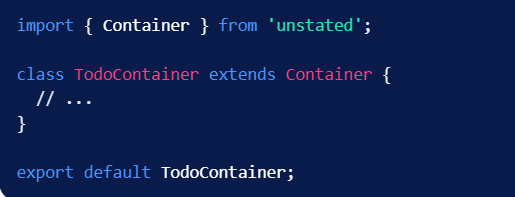 import { Container } from 'unstated';
class TodoContainer extends Container {
// ...
}
export default TodoContainer;